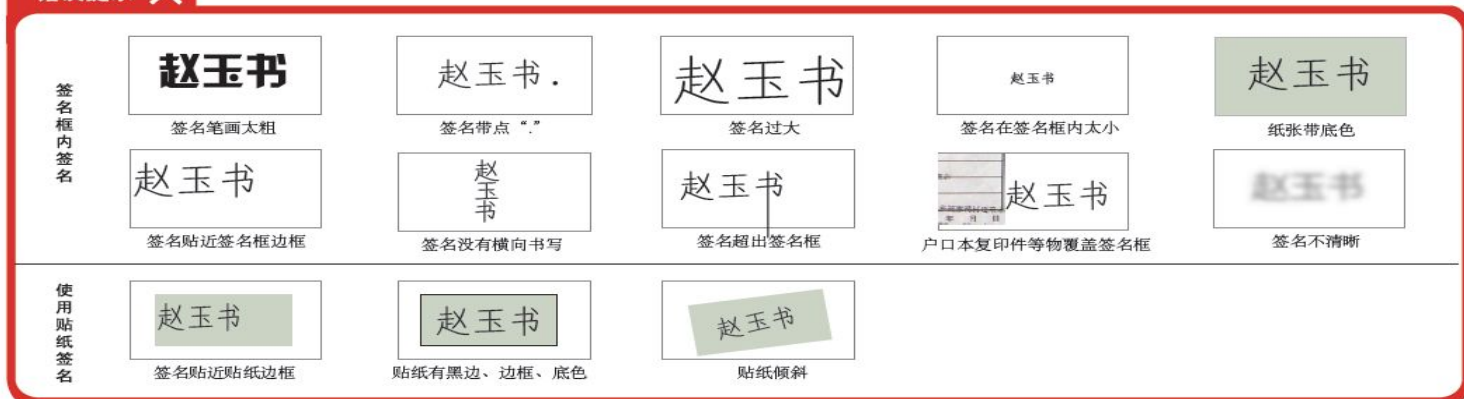 签名框内签名
赵玉书
签名笔画太粗
赵玉书.
签名带点“.”
赵玉书
签名过大
赵玉书
签名在签名框内太小
赵玉书
纸张带底色
赵玉书
签名贴近签名框边框
赵玉书
签名没有横向书写
赵玉书
签名超出签名框
年 月 日
赵玉书
户口本复印件等物覆盖签名框
赵玉书
签名不清晰
使用贴纸签名
赵玉书
签名贴近贴纸边框
赵玉书
贴纸有黑边、边框、底色
赵玉书
贴纸倾斜